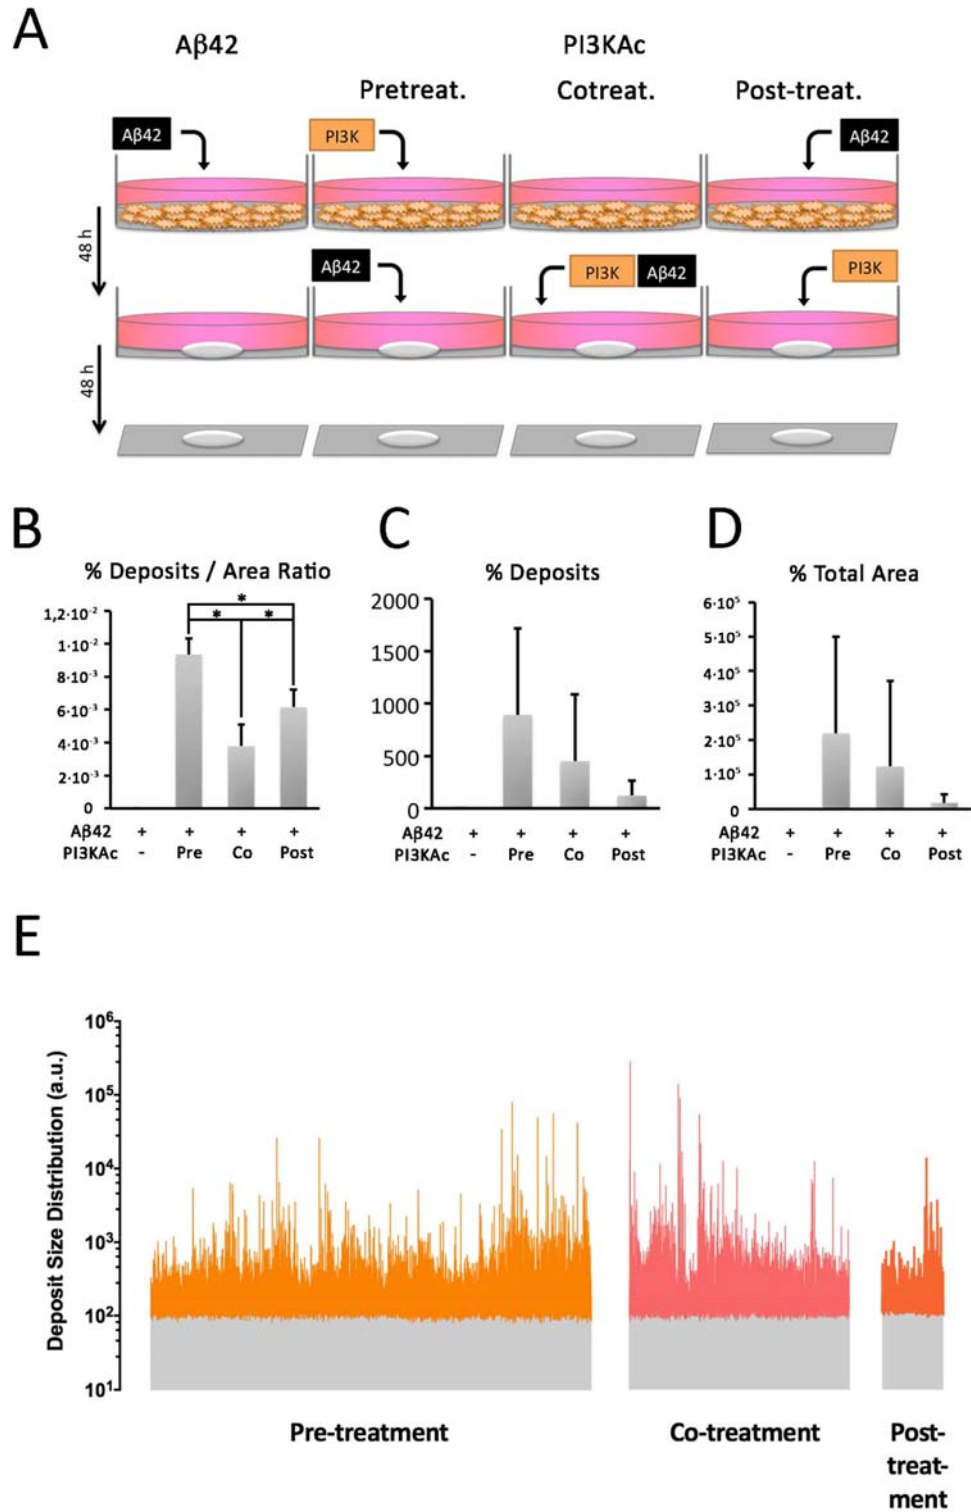 A
Aβ42
PI3KAc
Pretreat.
Cotreat.
Post-treat.
Aβ42
PI3K
Aβ42
48 h
Aβ42
PI3K
Aβ42
PI3K
48 h
B
% Deposits / Area Ratio
1,2·10⁻²
1·10⁻²
8·10⁻³
6·10⁻³
4·10⁻³
2·10⁻³
0
* * *
Aβ42 + + + +
PI3KAc - Pre Co Post
C
% Deposits
2000
1500
1000
500
0
Aβ42 + + + +
PI3KAc - Pre Co Post
D
% Total Area
6·10⁵
5·10⁵
4·10⁵
3·10⁵
2·10⁵
1·10⁵
0
Aβ42 + + + +
PI3KAc - Pre Co Post
E
Deposit Size Distribution (a.u.)
10⁶
10⁵
10⁴
10³
10²
10¹
Pre-treatment
Co-treatment
Post-
treat-
ment